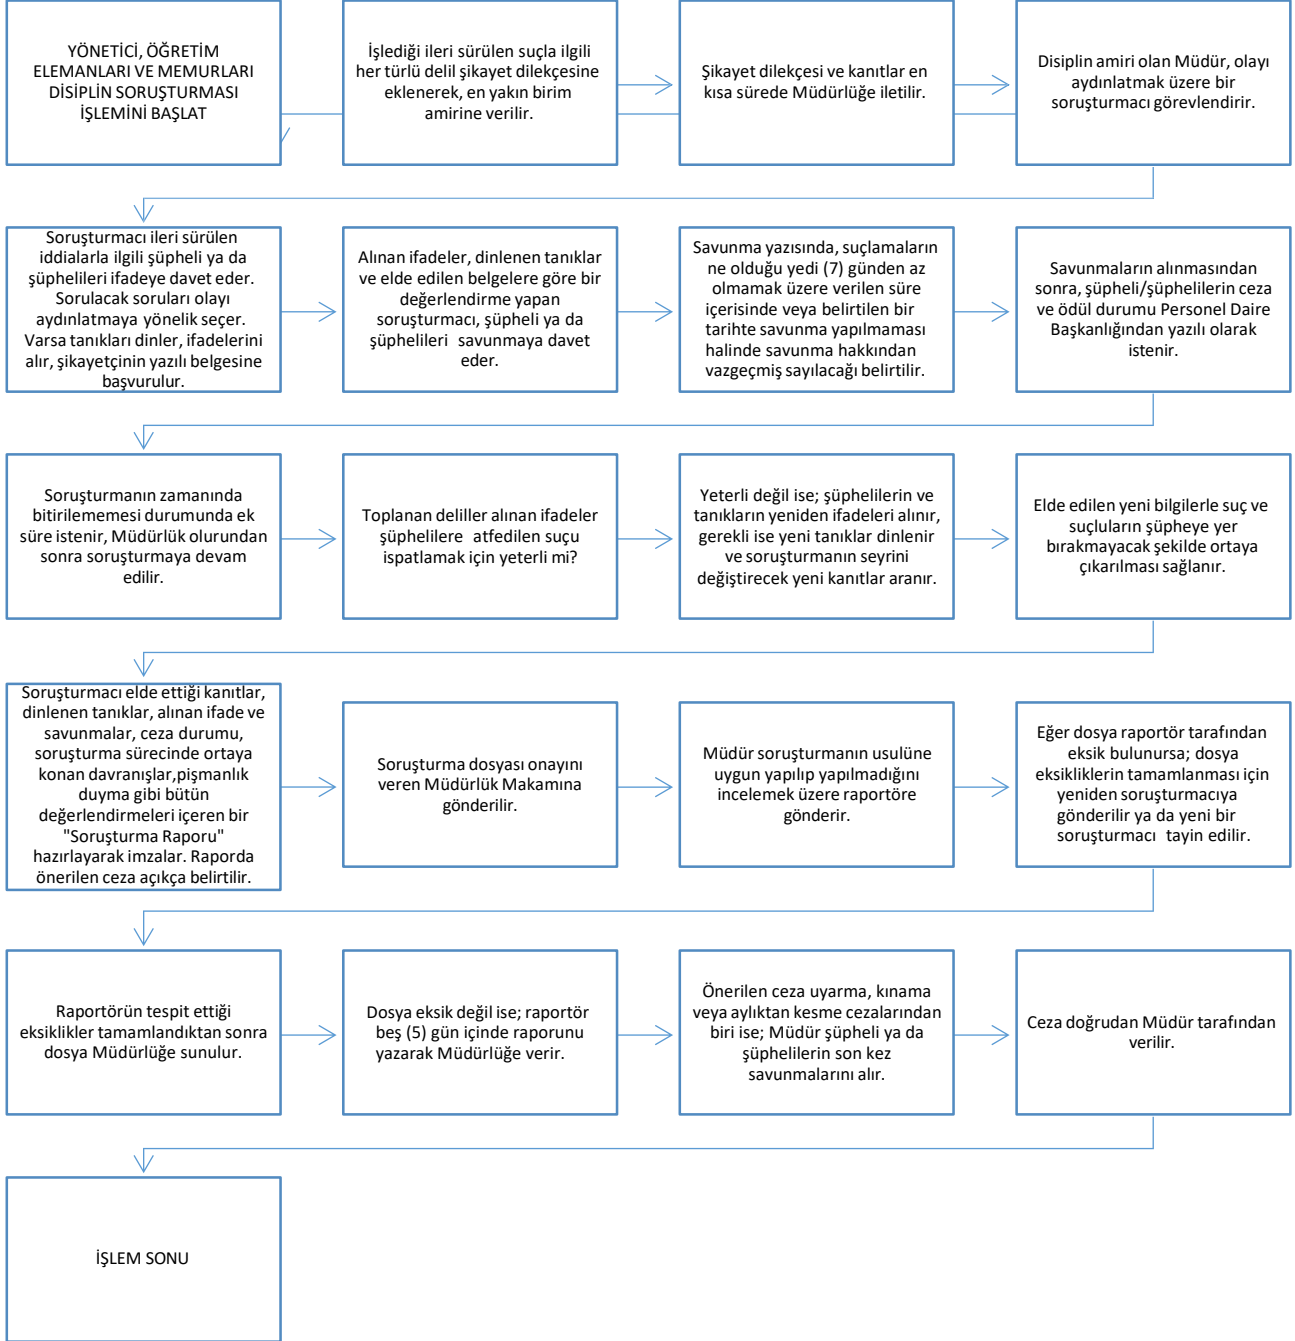 YÖNETİCİ, ÖĞRETİM
ELEMANLARI VE MEMURLARI
DİSİPLİN SORUŞTURMASI
İŞLEMİNİ BAŞLAT
İşlediği ileri sürülen suçla ilgili
her türlü delil şikayet dilekçesine
eklenerek, en yakın birim
amirine verilir.
Şikayet dilekçesi ve kanıtlar en
kısa sürede Müdürlüğe iletilir.
Disiplin amiri olan Müdür, olayı
aydınlatmak üzere bir
soruşturmacı görevlendirir.
Soruşturmacı ileri sürülen
iddialarla ilgili şüpheli ya da
şüphelileri ifadeye davet eder.
Sorulacak soruları olayı
aydınlatmaya yönelik seçer.
Varsa tanıkları dinler, ifadelerini
alır, şikayetçinin yazılı belgesine
başvurulur.
Alınan ifadeler, dinlenen tanıklar
ve elde edilen belgelere göre bir
değerlendirme yapan
soruşturmacı, şüpheli ya da
şüphelileri savunmaya davet
eder.
Savunma yazısında, suçlamaların
ne olduğu yedi (7) günden az
olmamak üzere verilen süre
içerisinde veya belirtilen bir
tarihte savunma yapılmaması
halinde savunma hakkından
vazgeçmiş sayılacağı belirtilir.
Savunmaların alınmasından
sonra, şüpheli/şüphelilerin ceza
ve ödül durumu Personel Daire
Başkanlığından yazılı olarak
istenir.
Soruşturmanın zamanında
bitirilememesi durumunda ek
süre istenir, Müdürlük olurundan
sonra soruşturmaya devam
edilir.
Toplanan deliller alınan ifadeler
şüphelilere atfedilen suçu
ispatlamak için yeterli mi?
Yeterli değil ise; şüphelilerin ve
tanıkların yeniden ifadeleri alınır,
gerekli ise yeni tanıklar dinlenir
ve soruşturmanın seyrini
değiştirecek yeni kanıtlar aranır.
Elde edilen yeni bilgilerle suç ve
suçluların şüpheye yer
bırakmayacak şekilde ortaya
çıkarılması sağlanır.
Soruşturmacı elde ettiği kanıtlar,
dinlenen tanıklar, alınan ifade ve
savunmalar, ceza durumu,
soruşturma sürecinde ortaya
konan davranışlar,pişmanlık
duyma gibi bütün
değerlendirmeleri içeren bir
"Soruşturma Raporu"
hazırlayarak imzalar. Raporda
önerilen ceza açıkça belirtilir.
Soruşturma dosyası onayını
veren Müdürlük Makamına
gönderilir.
Müdür soruşturmanın usulüne
uygun yapılıp yapılmadığını
incelemek üzere raportöre
gönderir.
Eğer dosya raportör tarafından
eksik bulunursa; dosya
eksikliklerin tamamlanması için
yeniden soruşturmacıya
gönderilir ya da yeni bir
soruşturmacı tayin edilir.
Raportörün tespit ettiği
eksiklikler tamamlandıktan sonra
dosya Müdürlüğe sunulur.
Dosya eksik değil ise; raportör
beş (5) gün içinde raporunu
yazarak Müdürlüğe verir.
Önerilen ceza uyarma, kınama
veya aylıktan kesme cezalarından
biri ise; Müdür şüpheli ya da
şüphelilerin son kez
savunmalarını alır.
Ceza doğrudan Müdür tarafından
verilir.
İŞLEM SONU